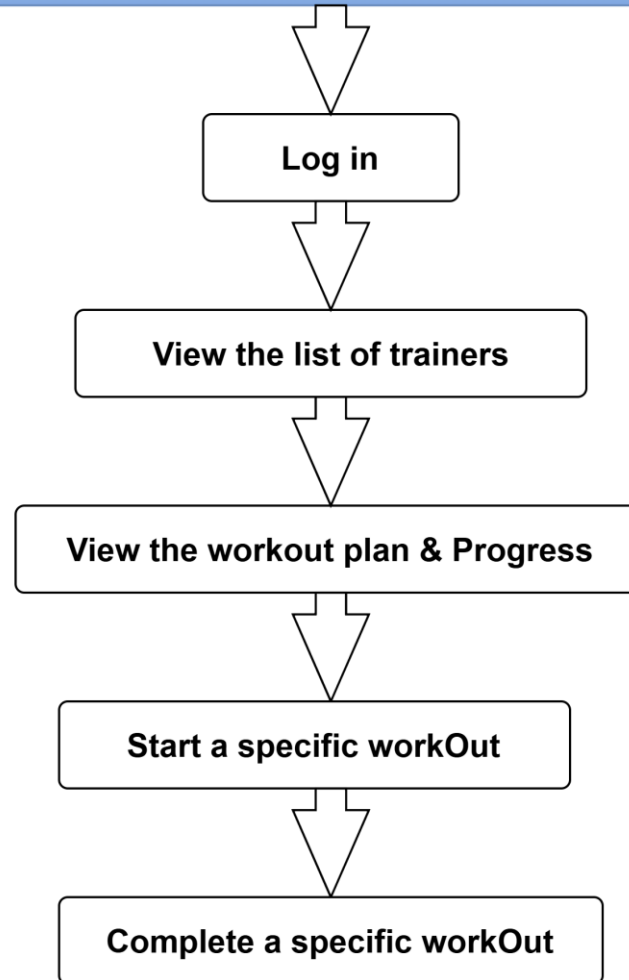 Log in
View the list of trainers
View the workout plan & Progress
Start a specific workOut
Complete a specific workOut